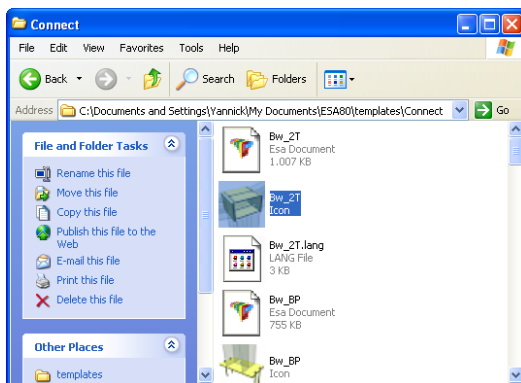 Connect
File Edit View Favorites Tools Help
Back Search Folders
Address C:\Documents and Settings\Yannick\My Documents\ESA80\templates\Connect Go
File and Folder Tasks
Rename this file
Move this file
Copy this file
Publish this file to the
Web
E-mail this file
Print this file
Delete this file
Other Places
templates
Bw_2T
Esa Document
1.007 KB
Bw_2T
Icon
Bw_2T.lang
LANG File
3 KB
Bw_BP
Esa Document
755 KB
Bw_BP
Icon